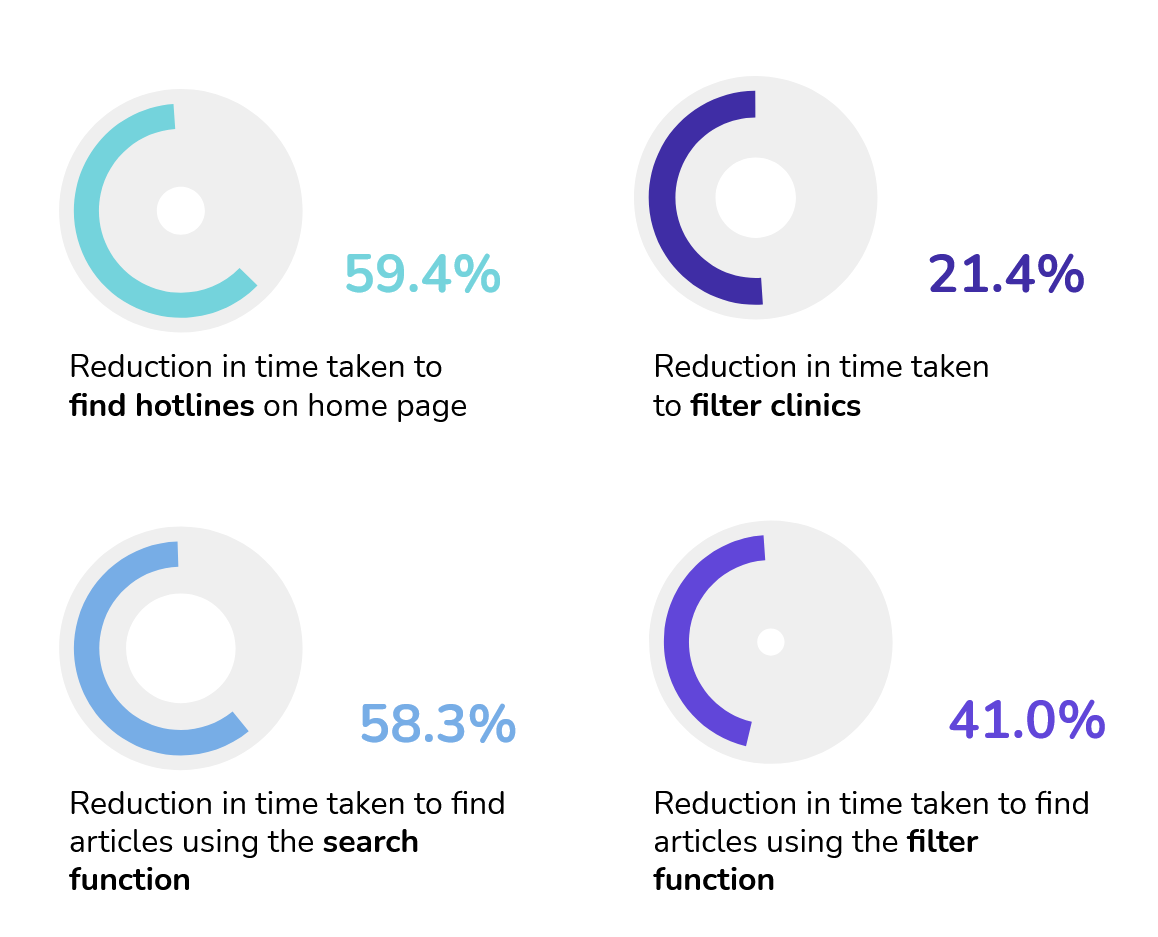 59.4%
Reduction in time taken to
find hotlines on home page
21.4%
Reduction in time taken
to filter clinics
58.3%
Reduction in time taken to find
articles using the search
function
41.0%
Reduction in time taken to find
articles using the filter
function